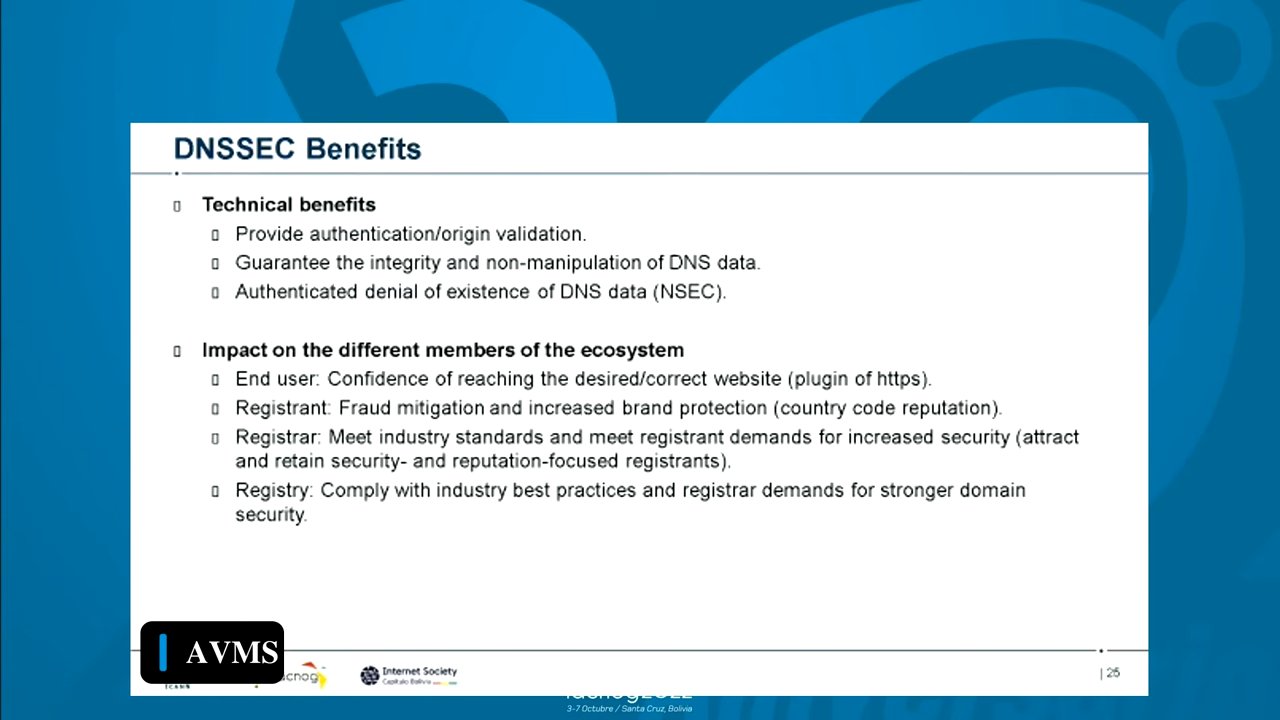 DNSSEC Benefits
Technical benefits
Provide authentication/origin validation.
Guarantee the integrity and non-manipulation of DNS data.
Authenticated denial of existence of DNS data (NSEC).
Impact on the different members of the ecosystem
End user: Confidence of reaching the desired/correct website (plugin of https).
Registrant: Fraud mitigation and increased brand protection (country code reputation).
Registrar: Meet industry standards and meet registrant demands for increased security (attract
and retain security- and reputation-focused registrants).
Registry: Comply with industry best practices and registrar demands for stronger domain
security.
AVMS
ICANN
Internet Society
Capítulo Bolivia
| 25
3-7 Octubre / Santa Cruz, Bolivia